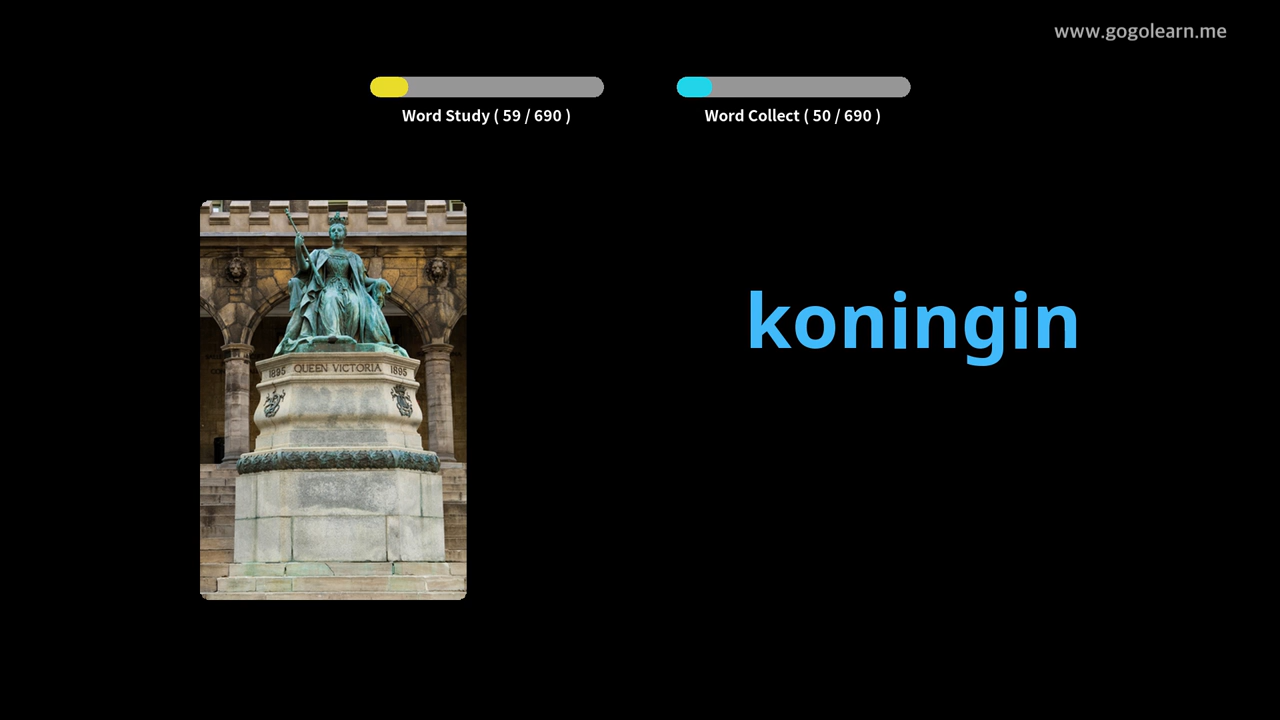 www.gogolearn.me
Word Study ( 59 / 690 )
Word Collect ( 50 / 690 )
1895 QUEEN VICTORIA 1895
koningin